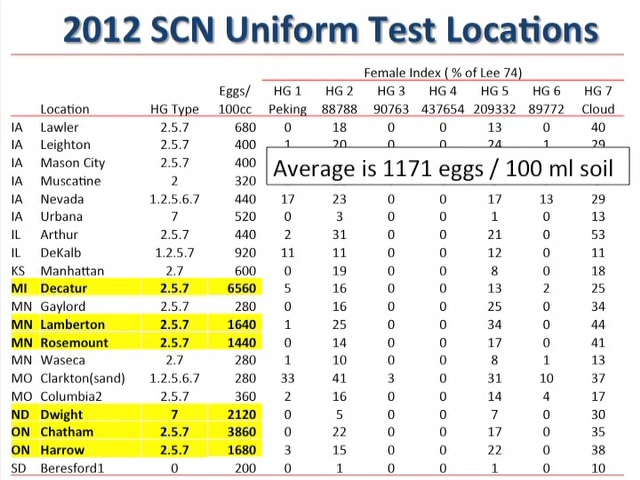 2012 SCN Uniform Test Locations
Female Index ( % of Lee 74)
Eggs/ HG 1 HG 2 HG 3 HG 4 HG 5 HG 6 HG 7
Location HG Type 100cc Peking 88788 90763 437654 209332 89772 Cloud
IA Lawler 2.5.7 680 0 18 0 0 13 0 40
IA Leighton 2.5.7 400 1 20 0 0 24 1 29
IA Mason City 2.5.7 400
Average is 1171 eggs / 100 ml soil
IA Muscatine 2 320
IA Nevada 1.2.5.6.7 440 17 23 0 0 17 13 29
IA Urbana 7 520 0 3 0 0 1 0 13
IL Arthur 2.5.7 440 2 31 0 0 21 0 53
IL DeKalb 1.2.5.7 920 11 11 0 0 12 0 11
KS Manhattan 2.7 600 0 19 0 0 8 0 18
MI Decatur 2.5.7 6560 5 16 0 0 13 2 25
MN Gaylord 2.5.7 280 0 16 0 0 25 0 34
MN Lamberton 2.5.7 1640 1 25 0 0 34 0 44
MN Rosemount 2.5.7 1440 0 14 0 0 17 0 41
MN Waseca 2.7 280 1 10 0 0 8 1 13
MO Clarkton(sand) 1.2.5.6.7 280 33 41 3 0 31 10 37
MO Columbia2 2.5.7 360 2 16 0 0 14 4 17
ND Dwight 7 2120 0 5 0 0 7 0 30
ON Chatham 2.5.7 3860 0 22 0 0 17 0 35
ON Harrow 2.5.7 1680 3 15 0 0 22 0 38
SD Beresford1 0 200 0 1 0 0 1 0 10